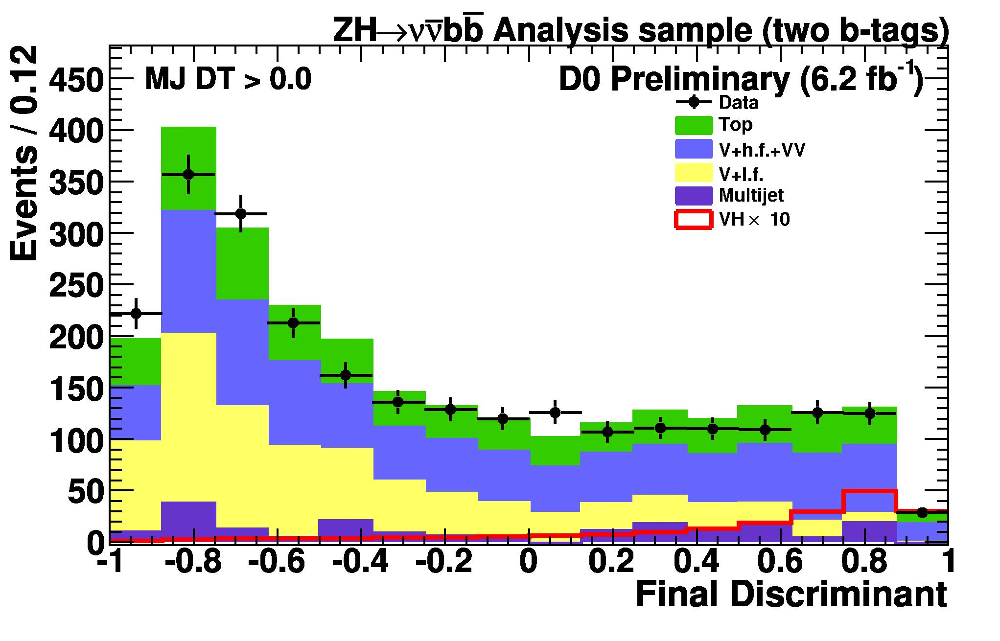 ZH→νν̅bb̅ Analysis sample (two b-tags)
MJ DT > 0.0
D0 Preliminary (6.2 fb⁻¹)
Data
Top
V+h.f.+VV
V+l.f.
Multijet
VH × 10
Events / 0.12
450
400
350
300
250
200
150
100
50
0
-1 -0.8 -0.6 -0.4 -0.2 0 0.2 0.4 0.6 0.8 1
Final Discriminant